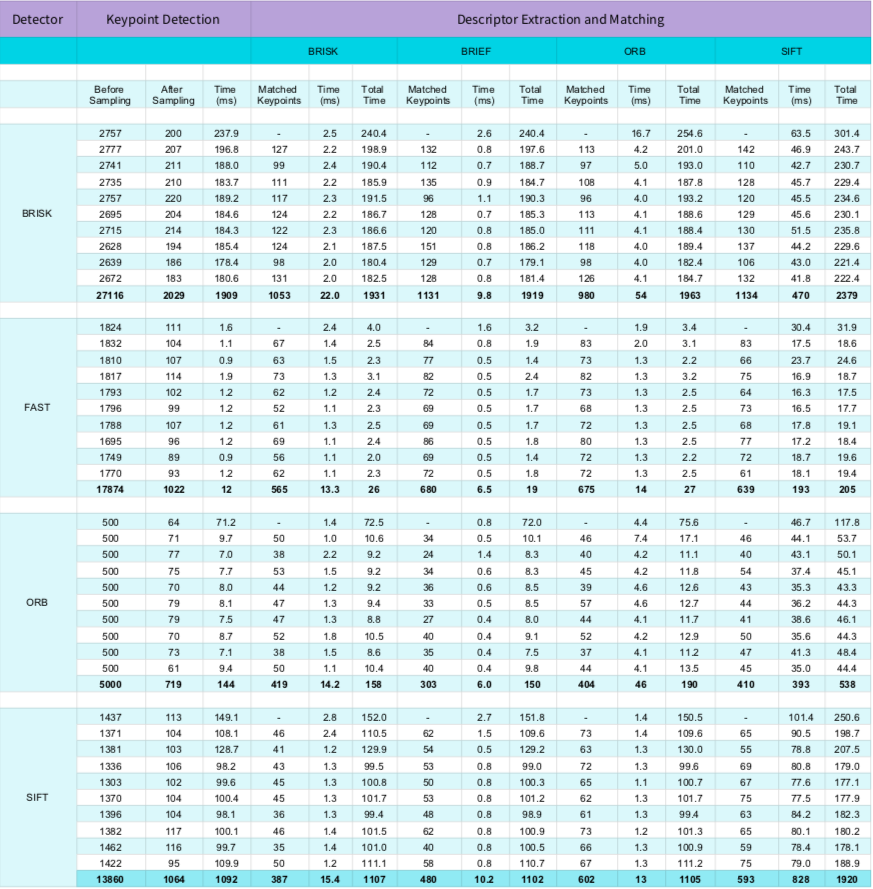 Detector Keypoint Detection Descriptor Extraction and Matching
BRISK BRIEF ORB SIFT
Before Sampling After Sampling Time (ms) Matched Keypoints Time (ms) Total Time Matched Keypoints Time (ms) Total Time Matched Keypoints Time (ms) Total Time Matched Keypoints Time (ms) Total Time
2757 200 237.9 - 2.5 240.4 - 2.6 240.4 - 16.7 254.6 - 63.5 301.4
2777 207 196.8 127 2.2 198.9 132 0.8 197.6 113 4.2 201.0 142 46.9 243.7
2741 211 188.0 99 2.4 190.4 112 0.7 188.7 97 5.0 193.0 110 42.7 230.7
2735 210 183.7 111 2.2 185.9 135 0.9 184.7 108 4.1 187.8 128 45.7 229.4
2757 220 189.2 117 2.3 191.5 96 1.1 190.3 96 4.0 193.2 120 45.5 234.6
BRISK 2695 204 184.6 124 2.2 186.7 128 0.7 185.3 113 4.1 188.6 129 45.6 230.1
2715 214 184.3 122 2.3 186.6 120 0.8 185.0 111 4.1 188.4 130 51.5 235.8
2628 194 185.4 124 2.1 187.5 151 0.8 186.2 118 4.0 189.4 137 44.2 229.6
2639 186 178.4 98 2.0 180.4 129 0.7 179.1 98 4.0 182.4 106 43.0 221.4
2672 183 180.6 131 2.0 182.5 128 0.8 181.4 126 4.1 184.7 132 41.8 222.4
27116 2029 1909 1053 22.0 1931 1131 9.8 1919 980 54 1963 1134 470 2379
1824 111 1.6 - 2.4 4.0 - 1.6 3.2 - 1.9 3.4 - 30.4 31.9
1832 104 1.1 67 1.4 2.5 84 0.8 1.9 83 2.0 3.1 83 17.5 18.6
1810 107 0.9 63 1.5 2.3 77 0.5 1.4 73 1.3 2.2 66 23.7 24.6
1817 114 1.9 73 1.3 3.1 82 0.5 2.4 82 1.3 3.2 75 16.9 18.7
1793 102 1.2 62 1.2 2.4 72 0.5 1.7 73 1.3 2.5 64 16.3 17.5
FAST 1796 99 1.2 52 1.1 2.3 69 0.5 1.7 68 1.3 2.5 73 16.5 17.7
1788 107 1.2 61 1.3 2.5 69 0.5 1.7 72 1.3 2.5 68 17.8 19.1
1695 96 1.2 69 1.1 2.4 86 0.5 1.8 80 1.3 2.5 77 17.2 18.4
1749 89 0.9 56 1.1 2.0 69 0.5 1.4 72 1.3 2.2 72 18.7 19.6
1770 93 1.2 62 1.1 2.3 72 0.5 1.8 72 1.3 2.5 61 18.1 19.4
17874 1022 12 565 13.3 26 680 6.5 19 675 14 27 639 193 205
500 64 71.2 - 1.4 72.5 - 0.8 72.0 - 4.4 75.6 - 46.7 117.8
500 71 9.7 50 1.0 10.6 34 0.5 10.1 46 7.4 17.1 46 44.1 53.7
500 77 7.0 38 2.2 9.2 24 1.4 8.3 40 4.2 11.1 40 43.1 50.1
500 75 7.7 53 1.5 9.2 34 0.6 8.3 45 4.2 11.8 54 37.4 45.1
500 70 8.0 44 1.2 9.2 36 0.6 8.5 39 4.6 12.6 43 35.3 43.3
ORB 500 79 8.1 47 1.3 9.4 33 0.5 8.5 57 4.6 12.7 44 36.2 44.3
500 79 7.5 47 1.3 8.8 27 0.4 8.0 44 4.1 11.7 41 38.6 46.1
500 70 8.7 52 1.8 10.5 40 0.4 9.1 52 4.2 12.9 50 35.6 44.3
500 73 7.1 38 1.5 8.6 35 0.4 7.5 37 4.1 11.2 47 41.3 48.4
500 61 9.4 50 1.1 10.4 40 0.4 9.8 44 4.1 13.5 45 35.0 44.4
5000 719 144 419 14.2 158 303 6.0 150 404 46 190 410 393 538
1437 113 149.1 - 2.8 152.0 - 2.7 151.8 - 1.4 150.5 - 101.4 250.6
1371 104 108.1 46 2.4 110.5 62 1.5 109.6 73 1.4 109.6 65 90.5 198.7
1381 103 128.7 41 1.2 129.9 54 0.5 129.2 63 1.3 130.0 55 78.8 207.5
1336 106 98.2 43 1.3 99.5 53 0.8 99.0 72 1.3 99.6 69 80.8 179.0
1303 102 99.6 45 1.3 100.8 50 0.8 100.3 65 1.1 100.7 67 77.6 177.1
SIFT 1370 104 100.4 45 1.3 101.7 53 0.8 101.2 62 1.3 101.7 75 77.5 177.9
1396 104 98.1 36 1.3 99.4 48 0.8 98.9 61 1.3 99.4 63 84.2 182.3
1382 117 100.1 46 1.4 101.5 62 0.8 100.9 73 1.2 101.3 65 80.1 180.2
1462 116 99.7 35 1.4 101.0 40 0.8 100.5 66 1.3 100.9 59 78.4 178.1
1422 95 109.9 50 1.2 111.1 58 0.8 110.7 67 1.3 111.2 75 79.0 188.9
13860 1064 1092 387 15.4 1107 480 10.2 1102 602 13 1105 593 828 1920